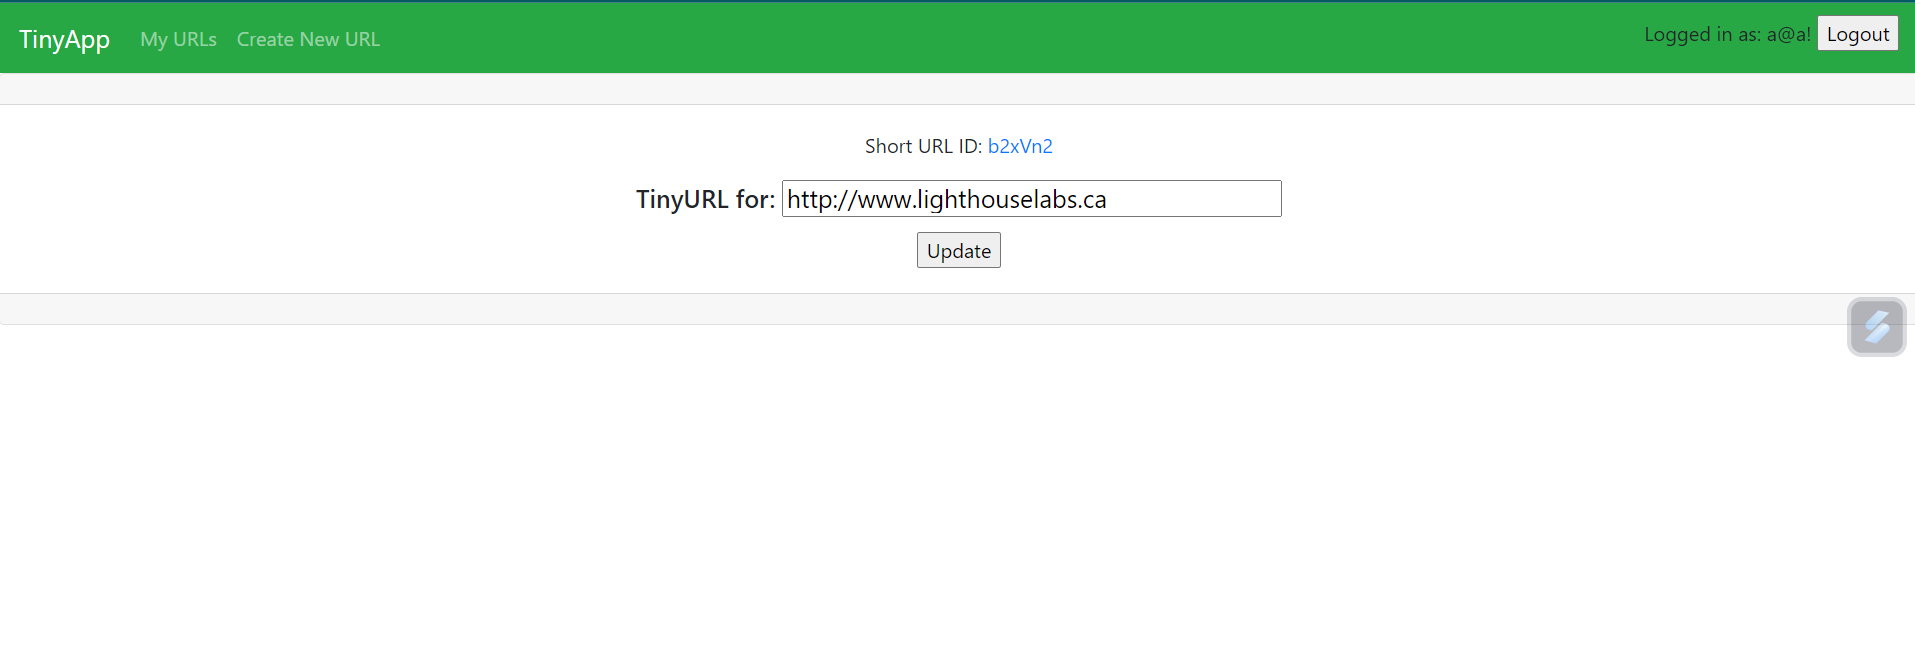 TinyApp My URLs Create New URL Logged in as: a@a! Logout
Short URL ID: b2xVn2
TinyURL for: http://www.lighthouselabs.ca
Update